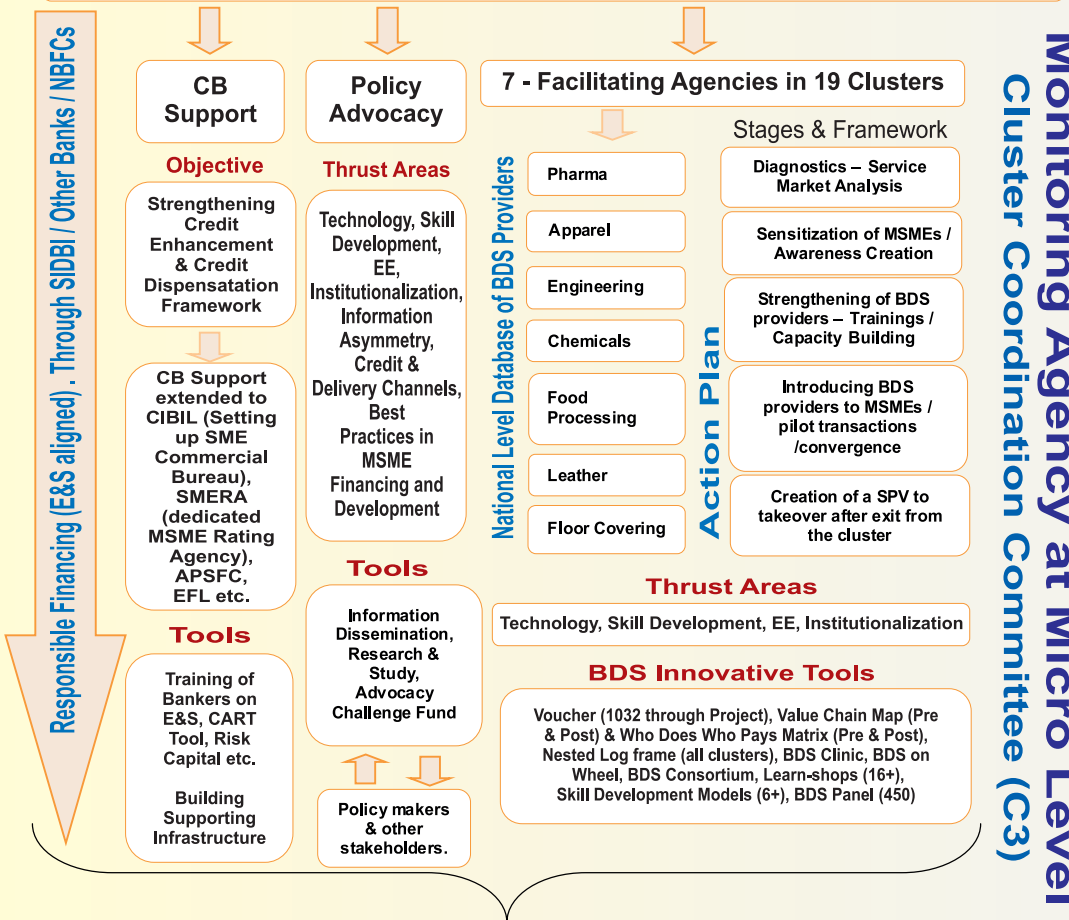 Responsible Financing (E&S aligned) . Through SIDBI / Other Banks / NBFCs
CB
Support
Objective
Strengthening
Credit
Enhancement
& Credit
Dispensatation
Framework
CB Support
extended to
CIBIL (Setting
up SME
Commercial
Bureau),
SMERA
(dedicated
MSME Rating
Agency),
APSFC,
EFL etc.
Tools
Training of
Bankers on
E&S, CART
Tool, Risk
Capital etc.
Building
Supporting
Infrastructure
Policy
Advocacy
Thrust Areas
Technology, Skill
Development,
EE,
Institutionalization,
Information
Asymmetry,
Credit &
Delivery Channels,
Best
Practices in
MSME
Financing and
Development
Tools
Information
Dissemination,
Research &
Study,
Advocacy
Challenge Fund
Policy makers
& other
stakeholders.
7 - Facilitating Agencies in 19 Clusters
National Level Database of BDS Providers
Pharma
Apparel
Engineering
Chemicals
Food
Processing
Leather
Floor Covering
Action Plan
Stages & Framework
Diagnostics – Service
Market Analysis
Sensitization of MSMEs /
Awareness Creation
Strengthening of BDS
providers – Trainings /
Capacity Building
Introducing BDS
providers to MSMEs /
pilot transactions
/convergence
Creation of a SPV to
takeover after exit from
the cluster
Thrust Areas
Technology, Skill Development, EE, Institutionalization
BDS Innovative Tools
Voucher (1032 through Project), Value Chain Map (Pre
& Post) & Who Does Who Pays Matrix (Pre & Post),
Nested Log frame (all clusters), BDS Clinic, BDS on
Wheel, BDS Consortium, Learn-shops (16+),
Skill Development Models (6+), BDS Panel (450)
Monitoring Agency at Micro Level
Cluster Coordination Committee (C3)